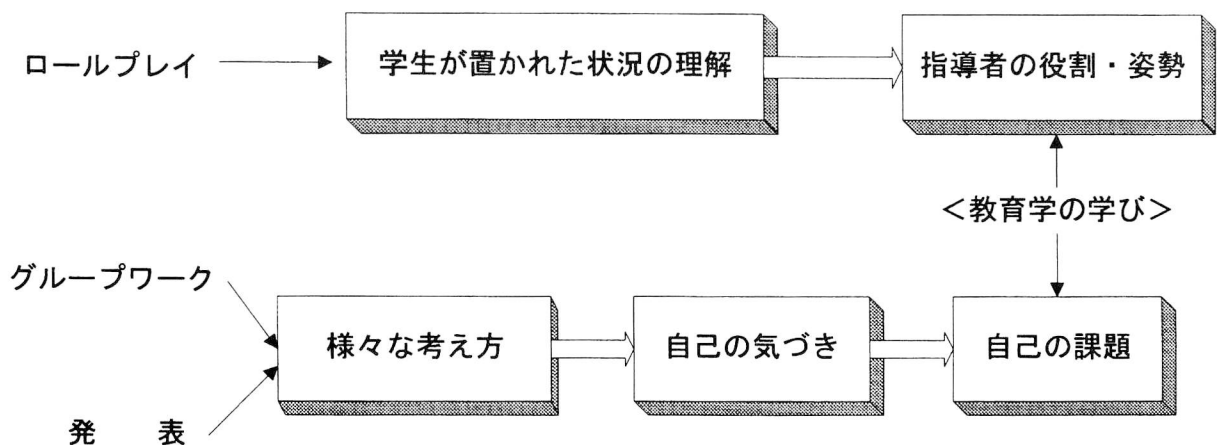 ロールプレイ
学生が置かれた状況の理解
指導者の役割・姿勢
＜教育学の学び＞
グループワーク
様々な考え方
自己の気づき
自己の課題
発　表